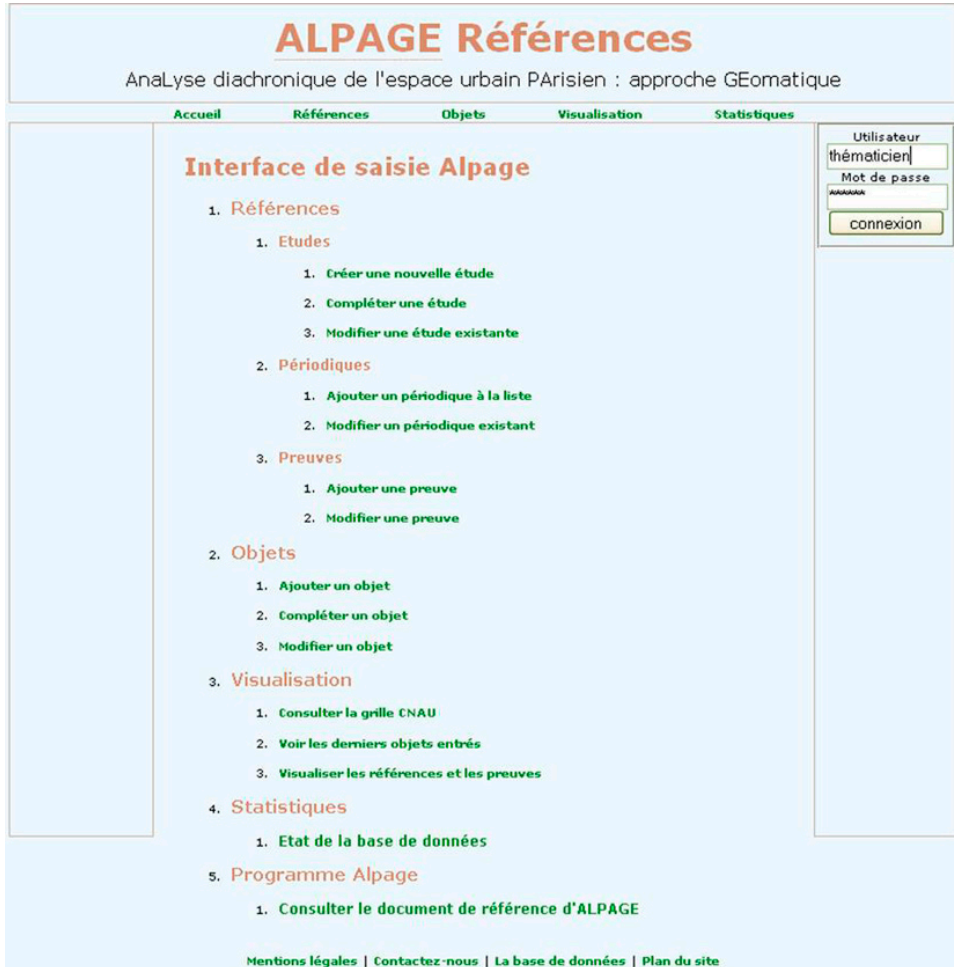 ALPAGE Références
AnaLyse diachronique de l'espace urbain PArisien : approche GEomatique
Accueil Références Objets Visualisation Statistiques
Utilisateur
thématicien
Mot de passe
******
connexion
Interface de saisie Alpage
1. Références
1. Etudes
1. Créer une nouvelle étude
2. Compléter une étude
3. Modifier une étude existante
2. Périodiques
1. Ajouter un périodique à la liste
2. Modifier un périodique existant
3. Preuves
1. Ajouter une preuve
2. Modifier une preuve
2. Objets
1. Ajouter un objet
2. Compléter un objet
3. Modifier un objet
3. Visualisation
1. Consulter la grille CNAU
2. Voir les derniers objets entrés
3. Visualiser les références et les preuves
4. Statistiques
1. Etat de la base de données
5. Programme Alpage
1. Consulter le document de référence d'ALPAGE
Mentions légales | Contactez-nous | La base de données | Plan du site